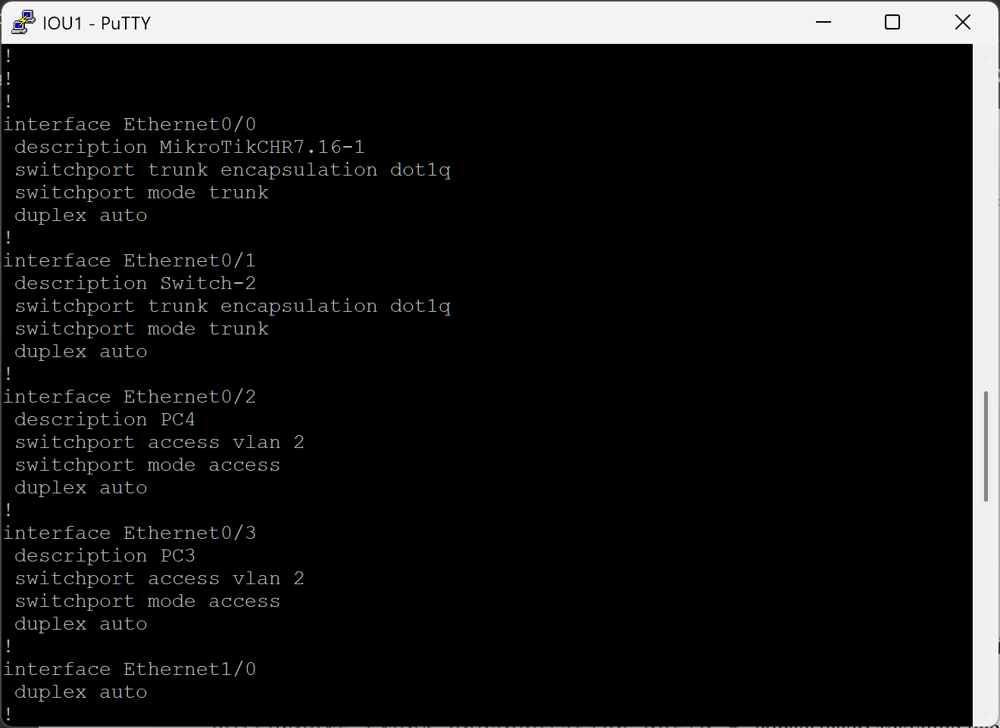 IOU1 - PuTTY
!
!
!
interface Ethernet0/0
 description MikroTikCHR7.16-1
 switchport trunk encapsulation dot1q
 switchport mode trunk
 duplex auto
!
interface Ethernet0/1
 description Switch-2
 switchport trunk encapsulation dot1q
 switchport mode trunk
 duplex auto
!
interface Ethernet0/2
 description PC4
 switchport access vlan 2
 switchport mode access
 duplex auto
!
interface Ethernet0/3
 description PC3
 switchport access vlan 2
 switchport mode access
 duplex auto
!
interface Ethernet1/0
 duplex auto
!